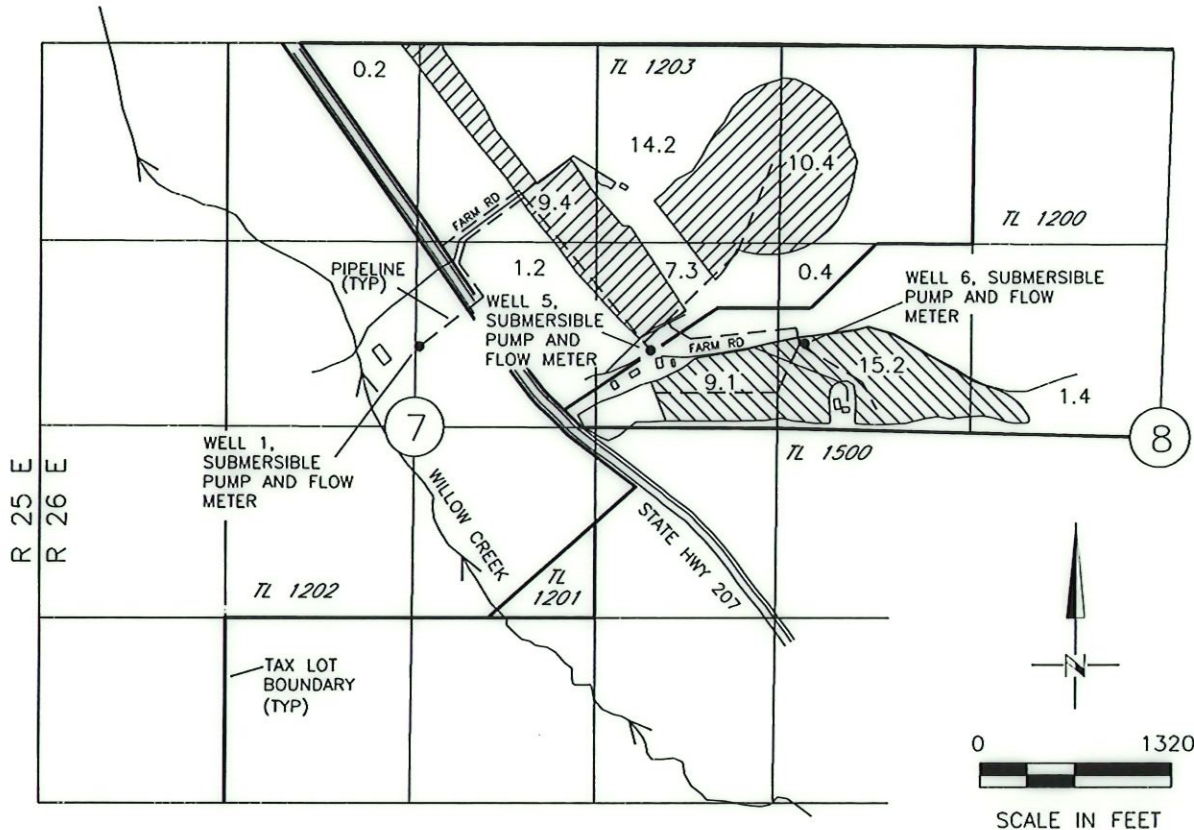 0.2
TL 1203
14.2
10.4
FARM RD
9.4
TL 1200
PIPELINE
(TYP)
1.2
7.3
0.4
WELL 5,
SUBMERSIBLE
PUMP AND
FLOW METER
WELL 6, SUBMERSIBLE
PUMP AND FLOW
METER
FARM RD
15.2
9.1
1.4
7
8
WELL 1,
SUBMERSIBLE
PUMP AND FLOW
METER
TL 1500
R 25 E
R 26 E
WILLOW CREEK
STATE HWY 207
TL 1202
TL
1201
TAX LOT
BOUNDARY
(TYP)
N
0 1320
SCALE IN FEET